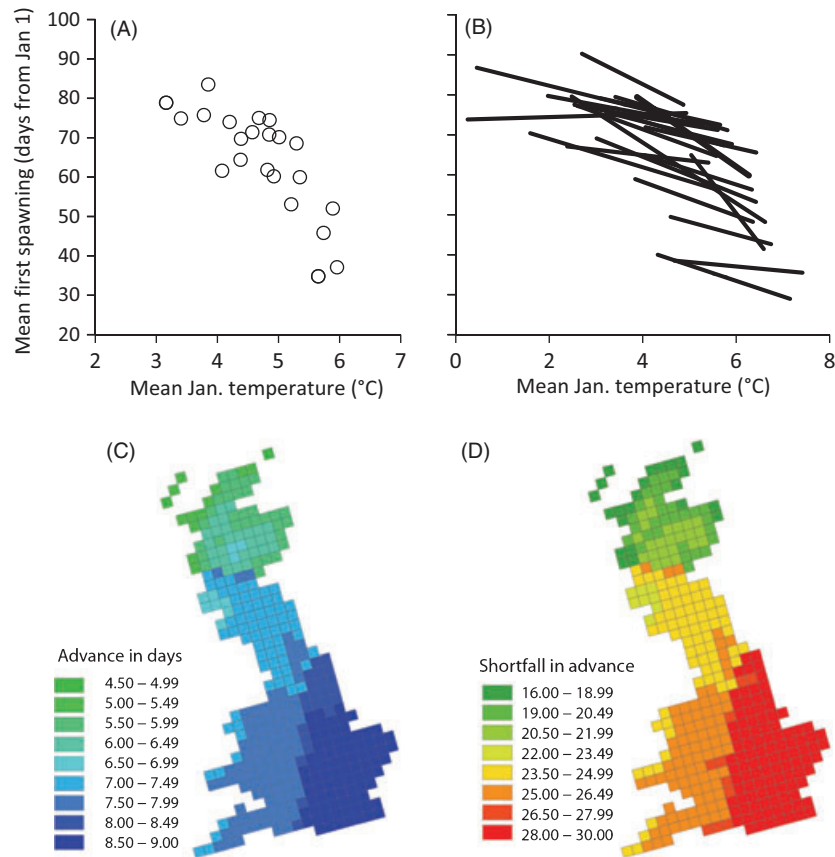 (A)
(B)
Mean first spawning (days from Jan 1)
100
90
80
70
60
50
40
30
20
2 3 4 5 6 7
0 2 4 6 8
Mean Jan. temperature (°C)
Mean Jan. temperature (°C)
(C)
(D)
Advance in days
4.50 – 4.99
5.00 – 5.49
5.50 – 5.99
6.00 – 6.49
6.50 – 6.99
7.00 – 7.49
7.50 – 7.99
8.00 – 8.49
8.50 – 9.00
Shortfall in advance
16.00 – 18.99
19.00 – 20.49
20.50 – 21.99
22.00 – 23.49
23.50 – 24.99
25.00 – 26.49
26.50 – 27.99
28.00 – 30.00